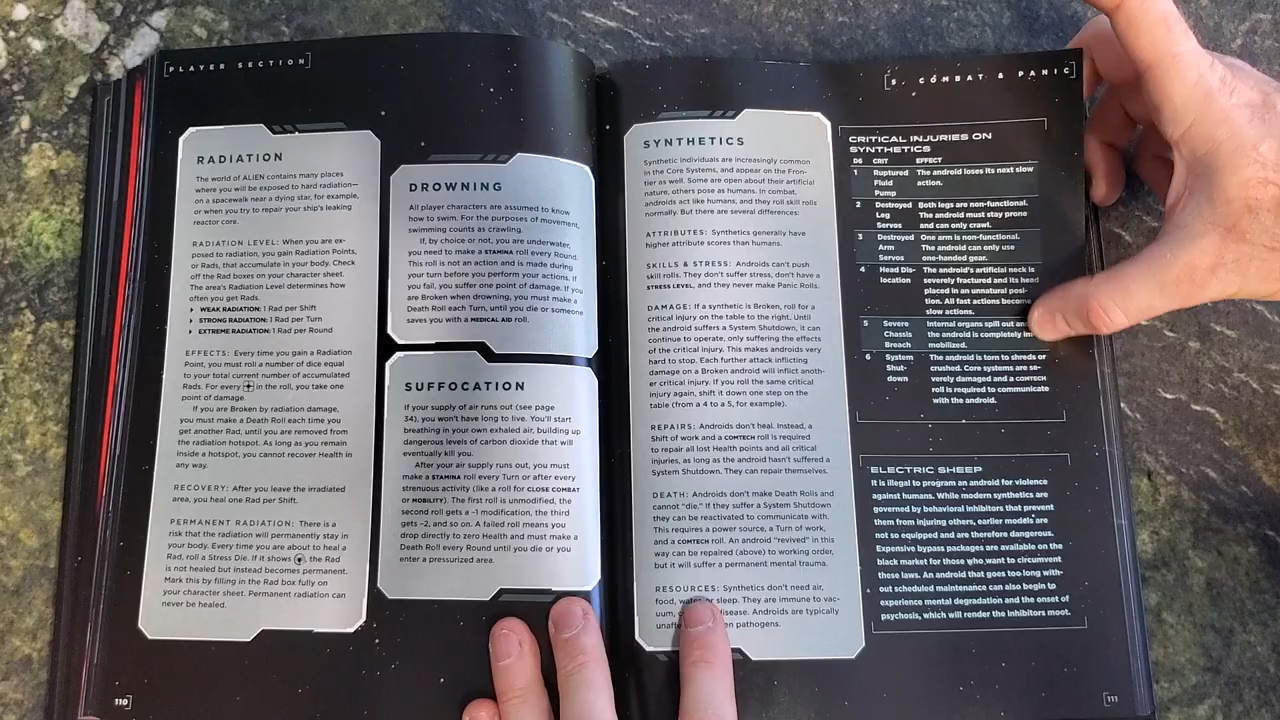 PLAYER SECTION
RADIATION
The world of ALIEN contains many places
where you will be exposed to hard radiation—
on a spacewalk near a dying star, for example,
or when you try to repair your ship's leaking
reactor core.
RADIATION LEVEL: When you are ex-
posed to radiation, you gain Radiation Points,
or Rads, that accumulate in your body. Check
off the Rad boxes on your character sheet.
The area's Radiation Level determines how
often you get Rads.
WEAK RADIATION: 1 Rad per Shift
STRONG RADIATION: 1 Rad per Turn
EXTREME RADIATION: 1 Rad per Round
EFFECTS: Every time you gain a Radiation
Point, you must roll a number of dice equal
to your total current number of accumulated
Rads. For every in the roll, you take one
point of damage.
If you are Broken by radiation damage,
you must make a Death Roll each time you
get another Rad, until you are removed from
the radiation hotspot. As long as you remain
inside a hotspot, you cannot recover Health in
any way.
RECOVERY: After you leave the irradiated
area, you heal one Rad per Shift.
PERMANENT RADIATION: There is a
risk that the radiation will permanently stay in
your body. Every time you are about to heal a
Rad, roll a Stress Die. If it shows , the Rad
is not healed but instead becomes permanent.
Mark this by filling in the Rad box fully on
your character sheet. Permanent radiation can
never be healed.
110
DROWNING
All player characters are assumed to know
how to swim. For the purposes of movement,
swimming counts as crawling.
If, by choice or not, you are underwater,
you need to make a STAMINA roll every Round.
This roll is not an action and is made during
your turn before you perform your actions. If
you fail, you suffer one point of damage. If you
are Broken when drowning, you must make a
Death Roll each Turn, until you die or someone
saves you with a MEDICAL AID roll.
SUFFOCATION
If your supply of air runs out (see page
34), you won't have long to live. You'll start
breathing in your own exhaled air, building up
dangerous levels of carbon dioxide that will
eventually kill you.
After your air supply runs out, you must
make a STAMINA roll every Turn or after every
strenuous activity (like a roll for CLOSE COMBAT
or MOBILITY). The first roll is unmodified, the
second roll gets a –1 modification, the third
gets –2, and so on. A failed roll means you
drop directly to zero Health and must make a
Death Roll every Round until you die or you
enter a pressurized area.
5. COMBAT & PANIC
SYNTHETICS
Synthetic individuals are increasingly common
in the Core Systems, and appear on the Fron-
tier as well. Some are open about their artificial
nature, others pose as humans. In combat,
androids act like humans, and they roll skill rolls
normally. But there are several differences:
ATTRIBUTES: Synthetics generally have
higher attribute scores than humans.
SKILLS & STRESS: Androids can't push
skill rolls. They don't suffer stress, don't have a
STRESS LEVEL, and they never make Panic Rolls.
DAMAGE: If a synthetic is Broken, roll for a
critical injury on the table to the right. Until
the android suffers a System Shutdown, it can
continue to operate, only suffering the effects
of the critical injury. This makes androids very
hard to stop. Each further attack inflicting
damage on a Broken android will inflict anoth-
er critical injury. If you roll the same critical
injury again, shift it down one step on the
table (from a 4 to a 5, for example).
REPAIRS: Androids don't heal. Instead, a
Shift of work and a COMTECH roll is required
to repair all lost Health points and all critical
injuries, as long as the android hasn't suffered a
System Shutdown. They can repair themselves.
DEATH: Androids don't make Death Rolls and
cannot "die." If they suffer a System Shutdown
they can be reactivated to communicate with.
This requires a power source, a Turn of work,
and a COMTECH roll. An android "revived" in this
way can be repaired (above) to working order,
but it will suffer a permanent mental trauma.
RESOURCES: Synthetics don't need air,
food, water or sleep. They are immune to vac-
uum, disease. Androids are typically
pathogens.
CRITICAL INJURIES ON
SYNTHETICS
D6 CRIT EFFECT
1 Ruptured The android loses its next slow
Fluid action.
Pump
2 Destroyed Both legs are non-functional.
Leg The android must stay prone
Servos and can only crawl.
3 Destroyed One arm is non-functional.
Arm The android can only use
Servos one-handed gear.
4 Head Dis- The android's artificial neck is
location severely fractured and its head
placed in an unnatural posi-
tion. All fast actions become
slow actions.
5 Severe Internal organs spill out and
Chassis the android is completely im-
Breach mobilized.
6 System The android is torn to shreds or
Shut- crushed. Core systems are se-
down verely damaged and a COMTECH
roll is required to communicate
with the android.
ELECTRIC SHEEP
It is illegal to program an android for violence
against humans. While modern synthetics are
governed by behavioral inhibitors that prevent
them from injuring others, earlier models are
not so equipped and are therefore dangerous.
Expensive bypass packages are available on the
black market for those who want to circumvent
these laws. An android that goes too long with-
out scheduled maintenance can also begin to
experience mental degradation and the onset of
psychosis, which will render the inhibitors moot.
111